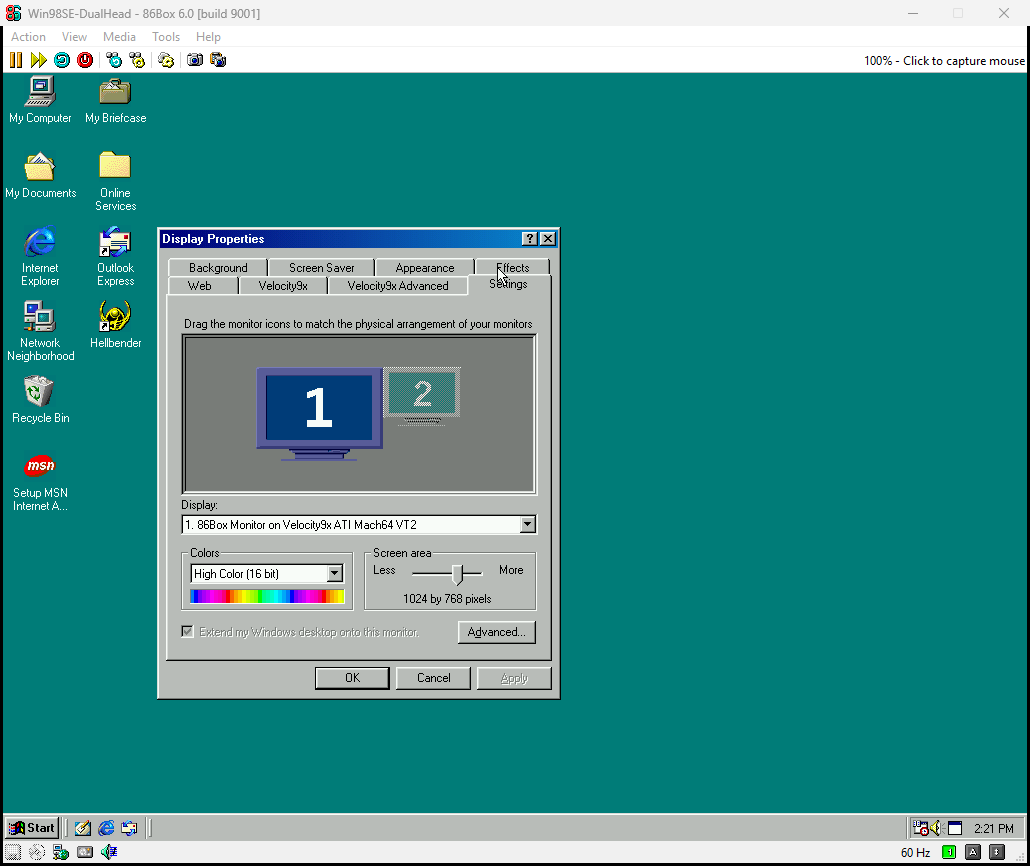 Win98SE-DualHead - 86Box 6.0 [build 9001]
Action View Media Tools Help
100% - Click to capture mouse
My Computer
My Briefcase
My Documents
Online Services
Internet Explorer
Outlook Express
Network Neighborhood
Hellbender
Recycle Bin
msn
Setup MSN Internet A...
Display Properties
Background Screen Saver Appearance Effects
Web Velocity9x Velocity9x Advanced Settings
Drag the monitor icons to match the physical arrangement of your monitors
1 2
Display:
1. 86Box Monitor on Velocity9x ATI Mach64 VT2
Colors
High Color (16 bit)
Screen area
Less More
1024 by 768 pixels
Extend my Windows desktop onto this monitor.
Advanced...
OK Cancel Apply
Start
2:21 PM
60 Hz 1 A